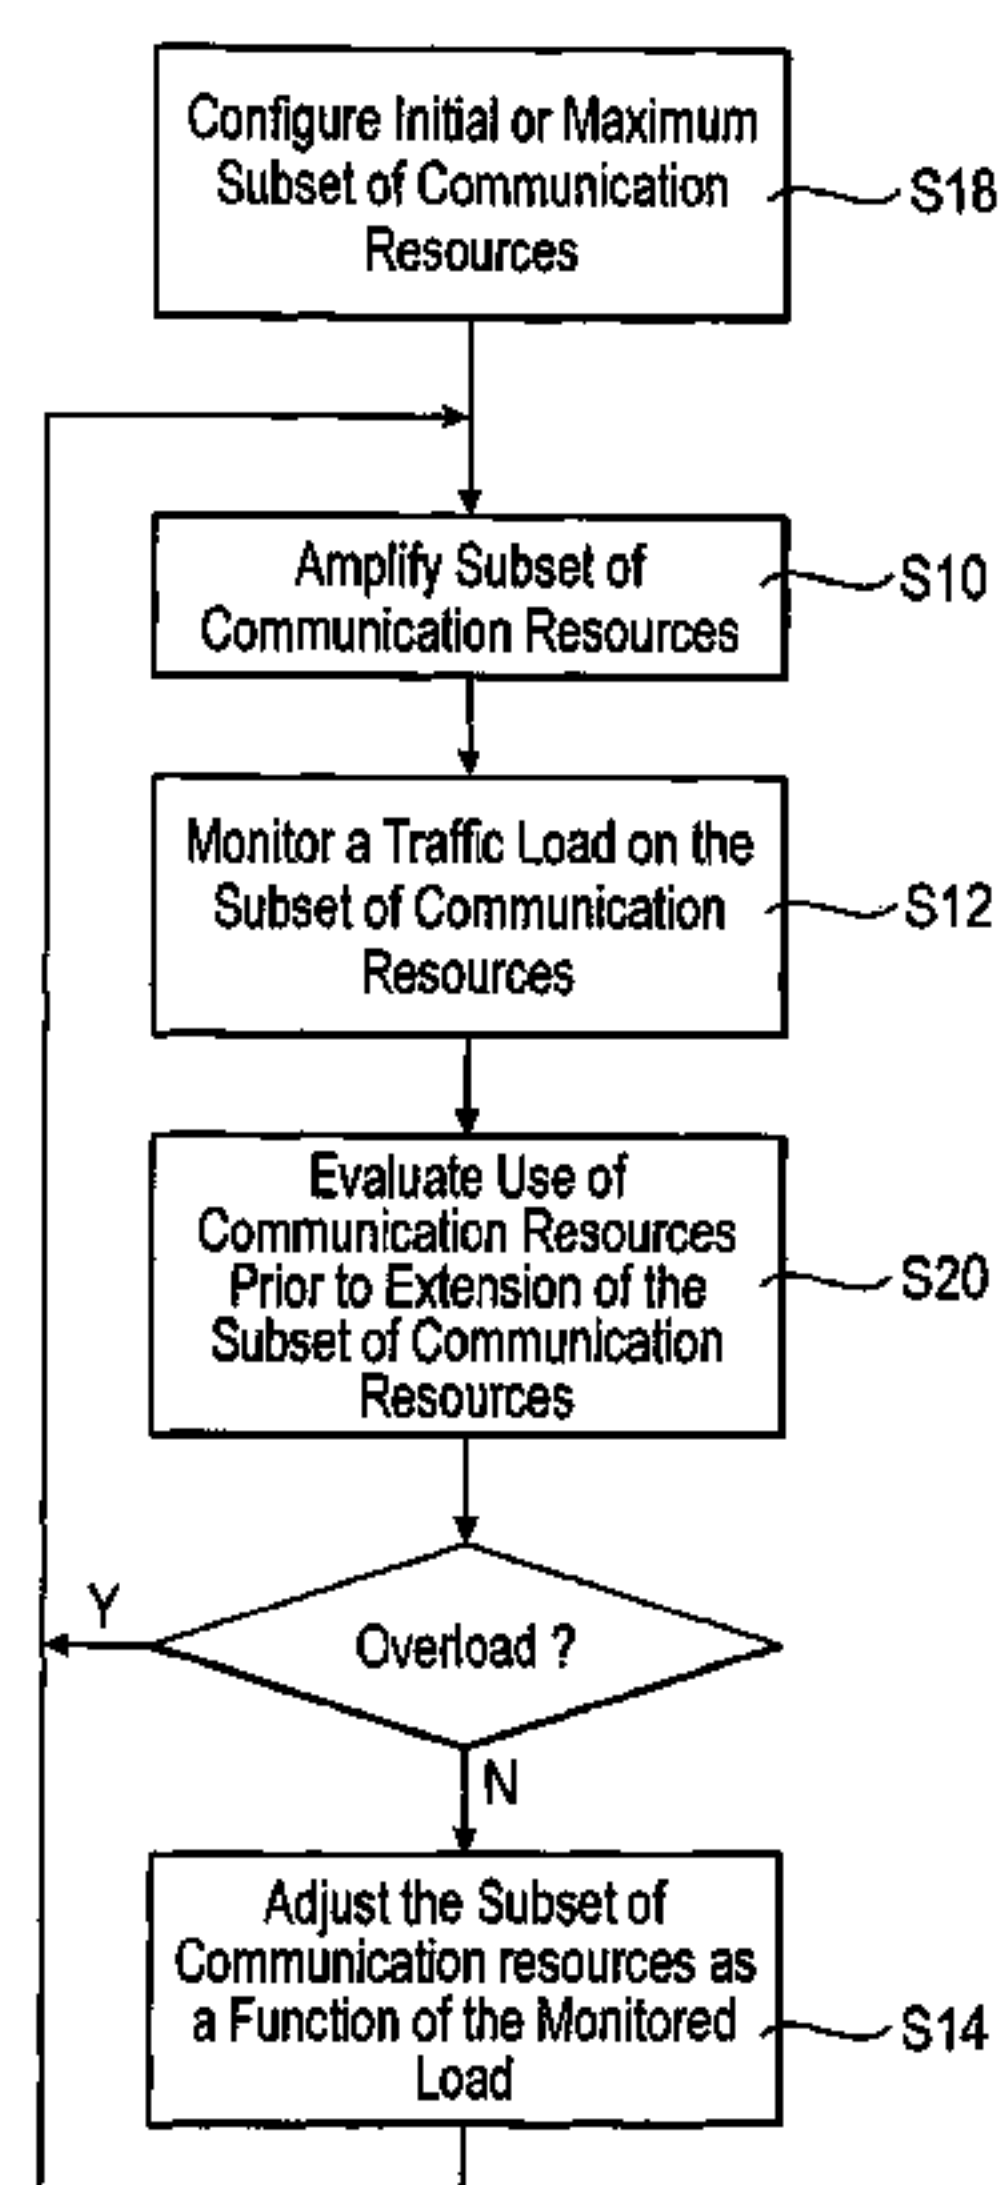 Configure Initial or Maximum
Subset of Communication
Resources
S18
Amplify Subset of
Communication Resources
S10
Monitor a Traffic Load on the
Subset of Communication
Resources
S12
Evaluate Use of
Communication Resources
Prior to Extension of the
Subset of Communication
Resources
S20
Y
Overload ?
N
Adjust the Subset of
Communication resources as
a Function of the Monitored
Load
S14